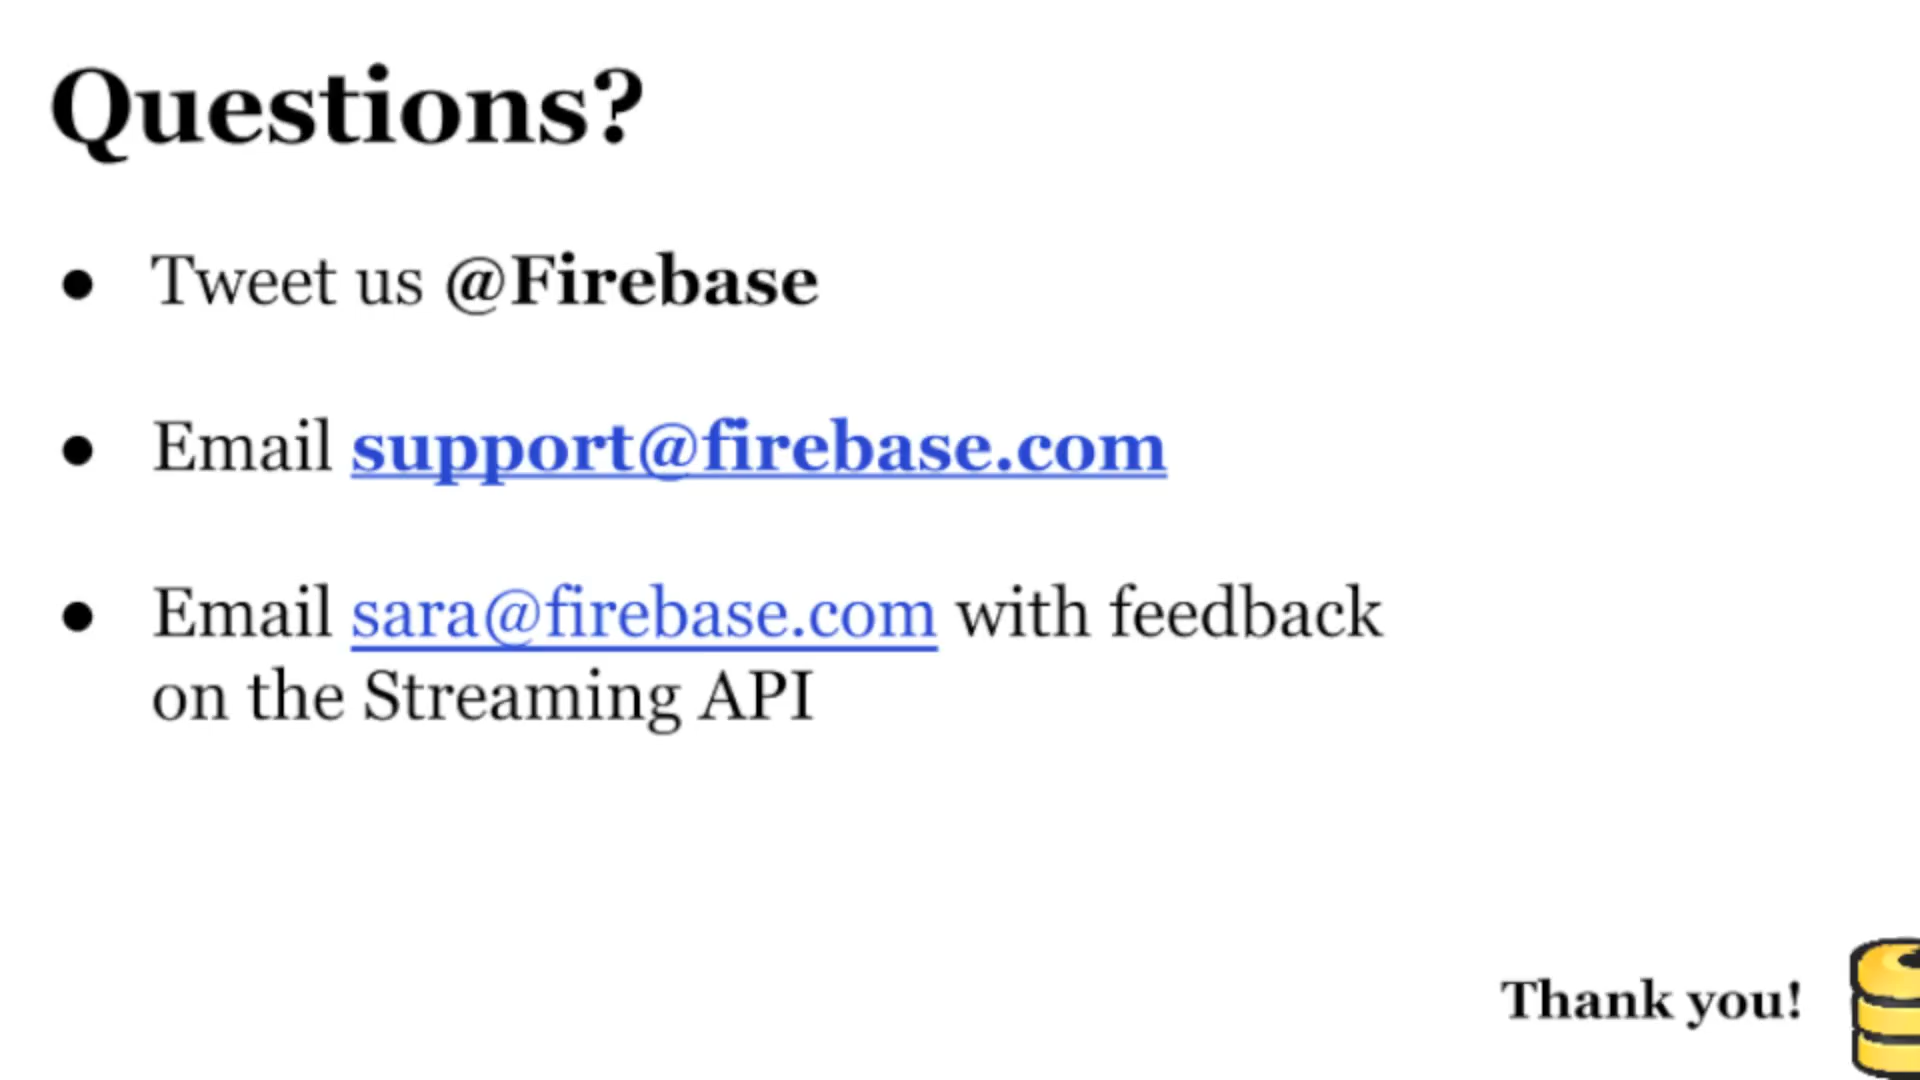 Questions?
● Tweet us @Firebase
● Email support@firebase.com
● Email sara@firebase.com with feedback
on the Streaming API
Thank you!